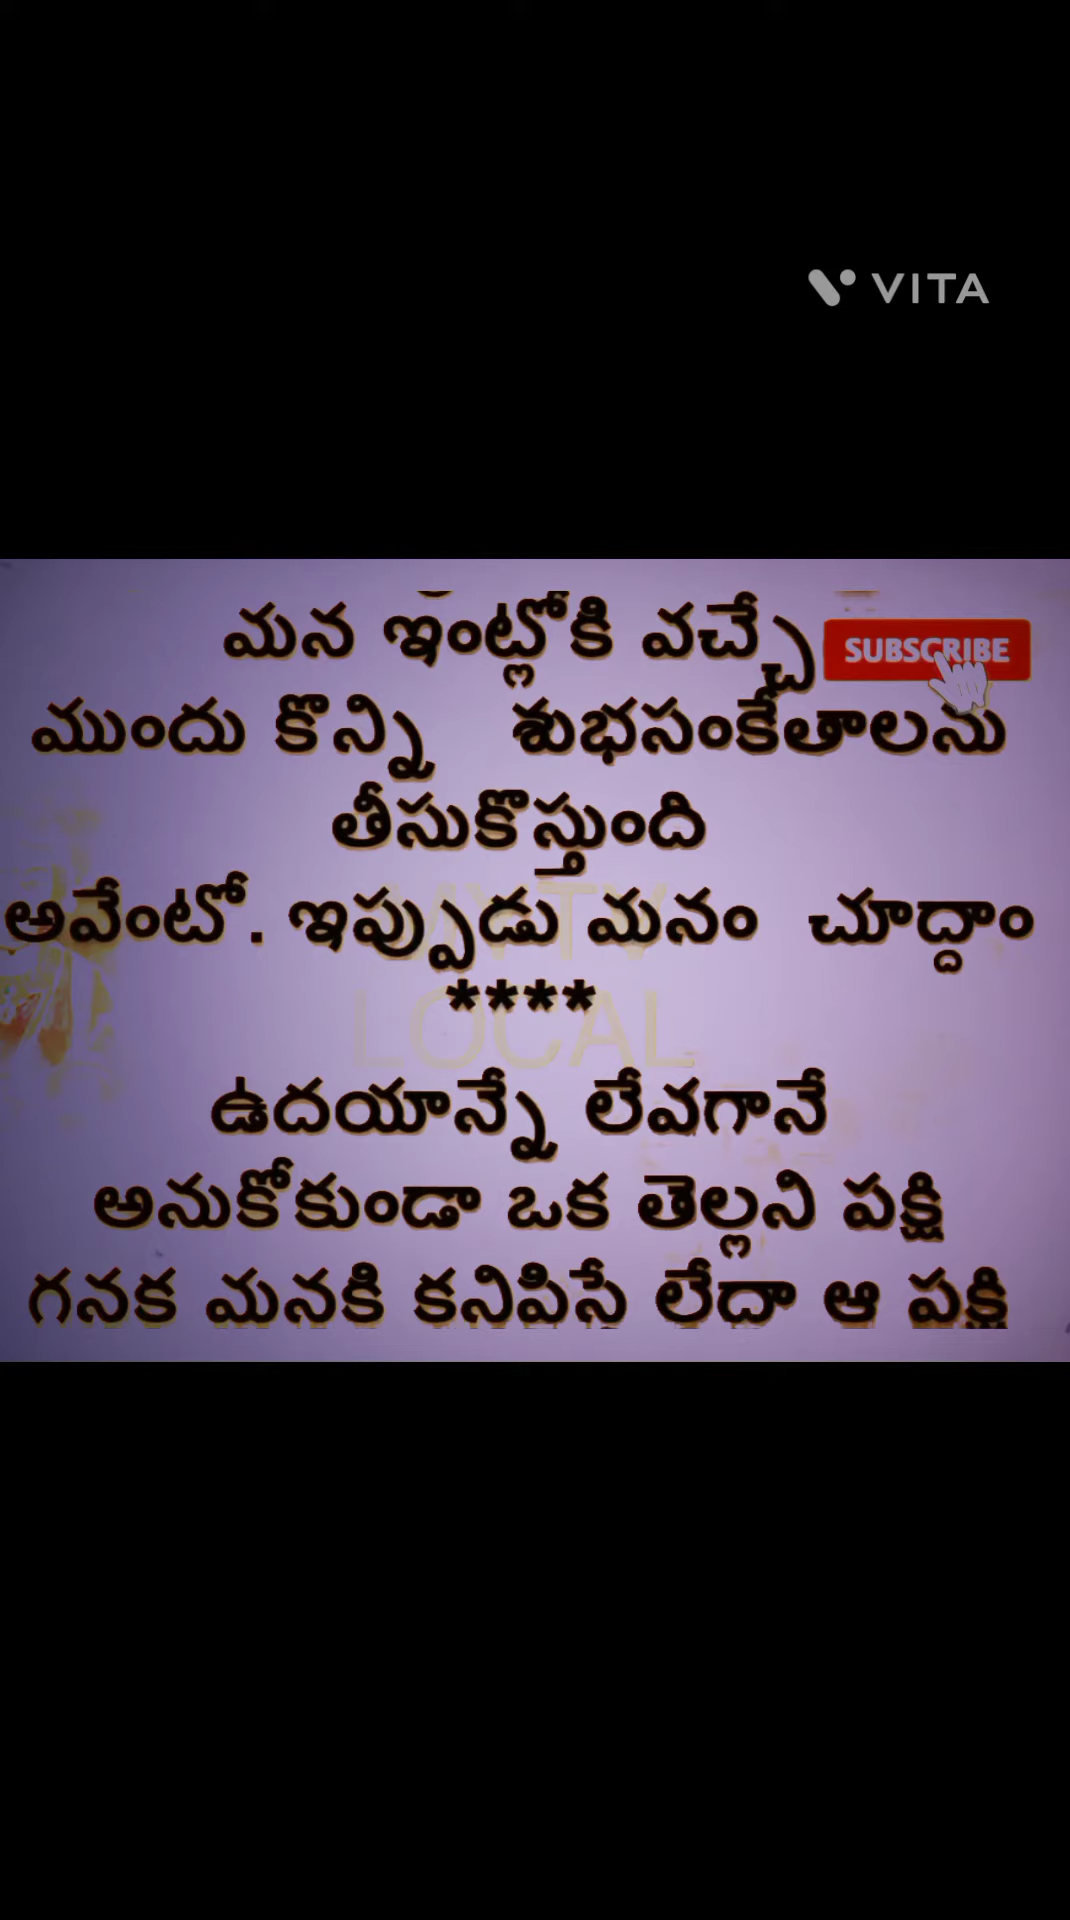 VITA
మన ఇంట్లోకి వచ్చే
SUBSCRIBE
ముందు కొన్ని శుభసంకేతాలను
తీసుకొస్తుంది
అవేంటో. ఇప్పుడు మనం చూద్దాం
****
LOCAL
ఉదయాన్నే లేవగానే
అనుకోకుండా ఒక తెల్లని పక్షి
గనక మనకి కనిపిస్తే లేదా ఆ పక్షి